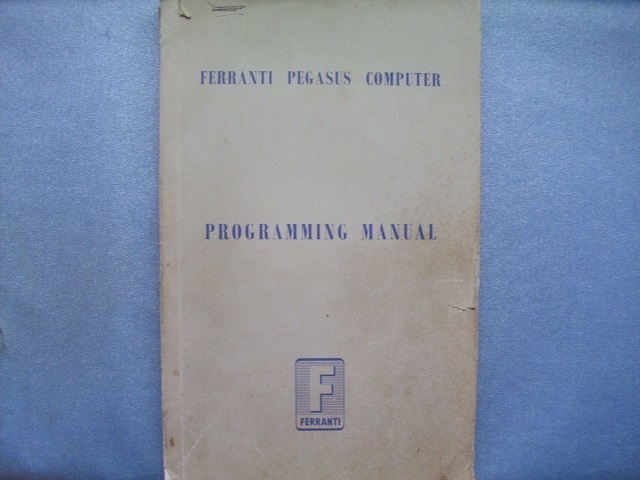 FERRANTI PEGASUS COMPUTER
PROGRAMMING MANUAL
F
FERRANTI